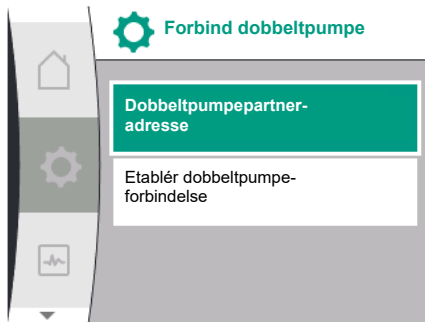 Forbind dobbeltpumpe
Dobbeltpumpepartner-
adresse
Etablér dobbeltpumpe-
forbindelse